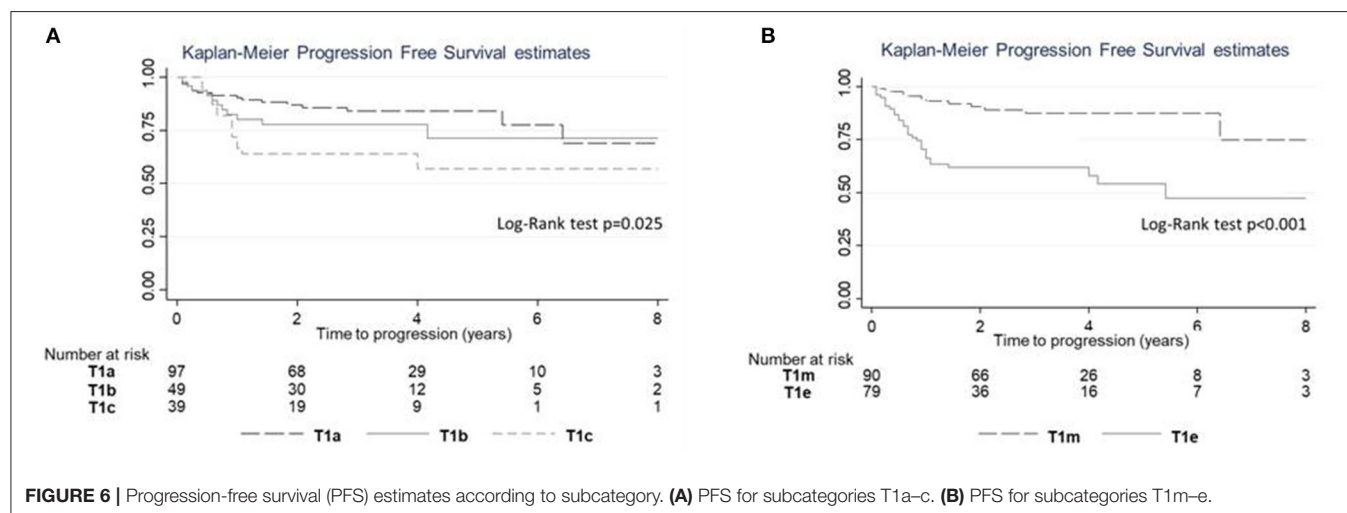 A
Kaplan-Meier Progression Free Survival estimates
1.00
0.75
0.50
0.25
0.00
Log-Rank test p=0.025
0 2 4 6 8
Time to progression (years)
Number at risk
T1a 97 68 29 10 3
T1b 49 30 12 5 2
T1c 39 19 9 1 1
T1a T1b T1c
B
Kaplan-Meier Progression Free Survival estimates
1.00
0.75
0.50
0.25
0.00
Log-Rank test p<0.001
0 2 4 6 8
Time to progression (years)
Number at risk
T1m 90 66 26 8 3
T1e 79 36 16 7 3
T1m T1e
FIGURE 6 | Progression-free survival (PFS) estimates according to subcategory. (A) PFS for subcategories T1a–c. (B) PFS for subcategories T1m–e.